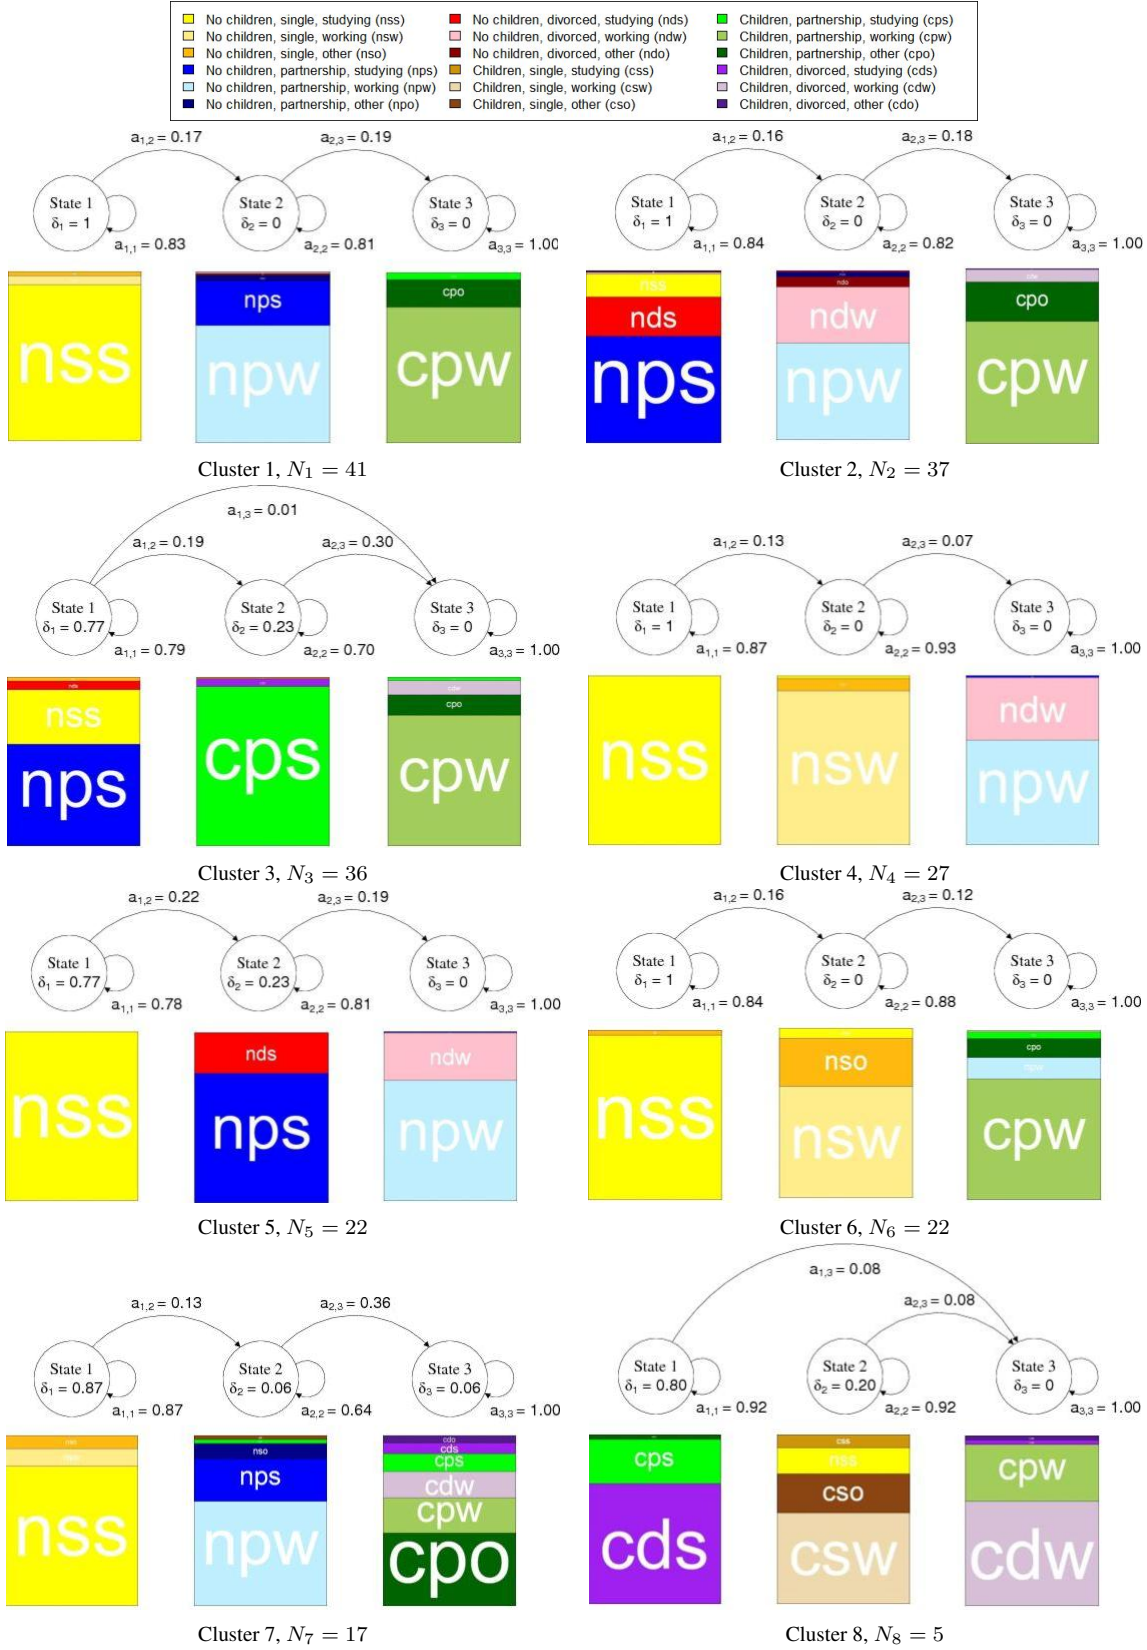 No children, single, studying (nss)
No children, single, working (nsw)
No children, single, other (nso)
No children, partnership, studying (nps)
No children, partnership, working (npw)
No children, partnership, other (npo)
No children, divorced, studying (nds)
No children, divorced, working (ndw)
No children, divorced, other (ndo)
Children, single, studying (css)
Children, single, working (csw)
Children, single, other (cso)
Children, partnership, studying (cps)
Children, partnership, working (cpw)
Children, partnership, other (cpo)
Children, divorced, studying (cds)
Children, divorced, working (cdw)
Children, divorced, other (cdo)
a1,2 = 0.17
a2,3 = 0.19
State 1
δ1 = 1
State 2
δ2 = 0
State 3
δ3 = 0
a1,1 = 0.83
a2,2 = 0.81
a3,3 = 1.00
nss
nps
npw
cpo
cpw
Cluster 1, N1 = 41
a1,2 = 0.16
a2,3 = 0.18
State 1
δ1 = 1
State 2
δ2 = 0
State 3
δ3 = 0
a1,1 = 0.84
a2,2 = 0.82
a3,3 = 1.00
nss
nds
nps
ndo
ndw
npw
cdw
cpo
cpw
Cluster 2, N2 = 37
a1,3 = 0.01
a1,2 = 0.19
a2,3 = 0.30
State 1
δ1 = 0.77
State 2
δ2 = 0.23
State 3
δ3 = 0
a1,1 = 0.79
a2,2 = 0.70
a3,3 = 1.00
nds
nss
nps
cps
cdw
cpo
cpw
Cluster 3, N3 = 36
a1,2 = 0.13
a2,3 = 0.07
State 1
δ1 = 1
State 2
δ2 = 0
State 3
δ3 = 0
a1,1 = 0.87
a2,2 = 0.93
a3,3 = 1.00
nss
nsw
ndw
npw
Cluster 4, N4 = 27
a1,2 = 0.22
a2,3 = 0.19
State 1
δ1 = 0.77
State 2
δ2 = 0.23
State 3
δ3 = 0
a1,1 = 0.78
a2,2 = 0.81
a3,3 = 1.00
nss
nds
nps
ndw
npw
Cluster 5, N5 = 22
a1,2 = 0.16
a2,3 = 0.12
State 1
δ1 = 1
State 2
δ2 = 0
State 3
δ3 = 0
a1,1 = 0.84
a2,2 = 0.88
a3,3 = 1.00
nss
nso
nsw
cpo
npw
cpw
Cluster 6, N6 = 22
a1,2 = 0.13
a2,3 = 0.36
State 1
δ1 = 0.87
State 2
δ2 = 0.06
State 3
δ3 = 0.06
a1,1 = 0.87
a2,2 = 0.64
a3,3 = 1.00
nss
nso
nps
npw
cdo
cds
cps
cdw
cpw
cpo
Cluster 7, N7 = 17
a1,3 = 0.08
a2,3 = 0.08
State 1
δ1 = 0.80
State 2
δ2 = 0.20
State 3
δ3 = 0
a1,1 = 0.92
a2,2 = 0.92
a3,3 = 1.00
cps
cds
css
nss
cso
csw
cpw
cdw
Cluster 8, N8 = 5